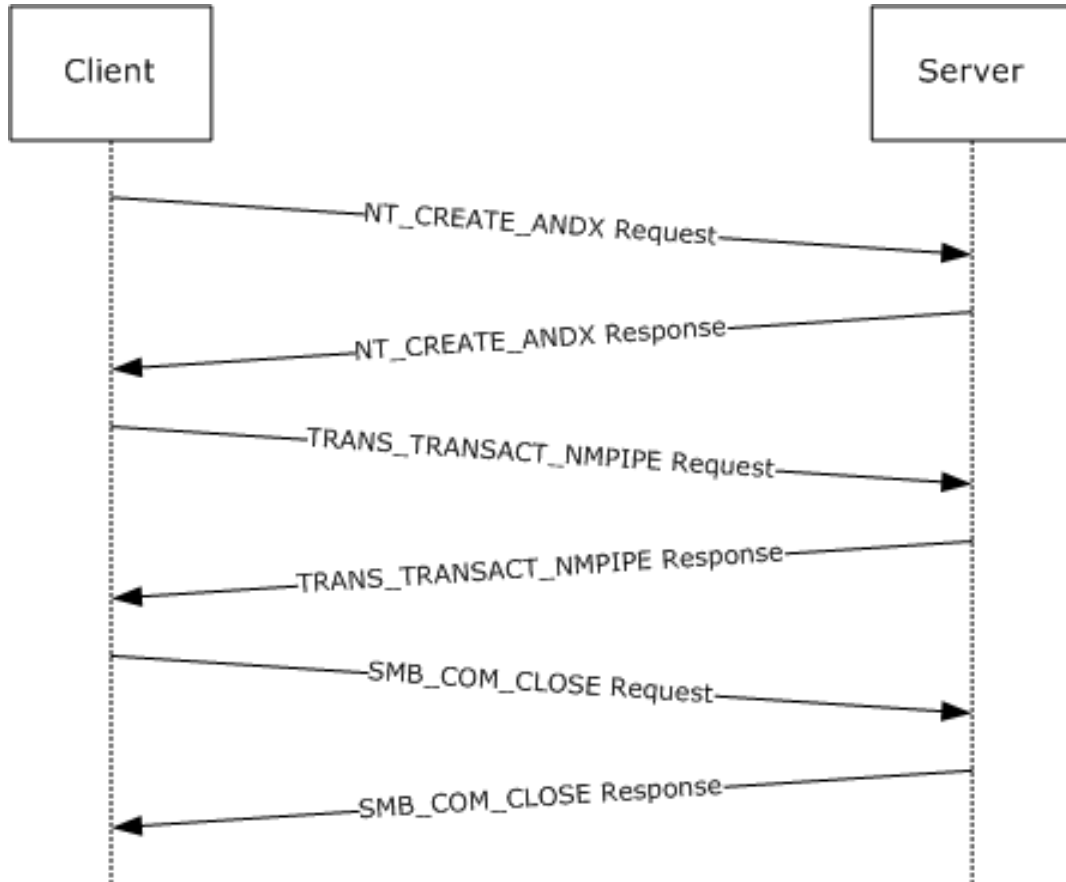 Client
Server
NT_CREATE_ANDX Request
NT_CREATE_ANDX Response
TRANS_TRANSACT_NMPIPE Request
TRANS_TRANSACT_NMPIPE Response
SMB_COM_CLOSE Request
SMB_COM_CLOSE Response